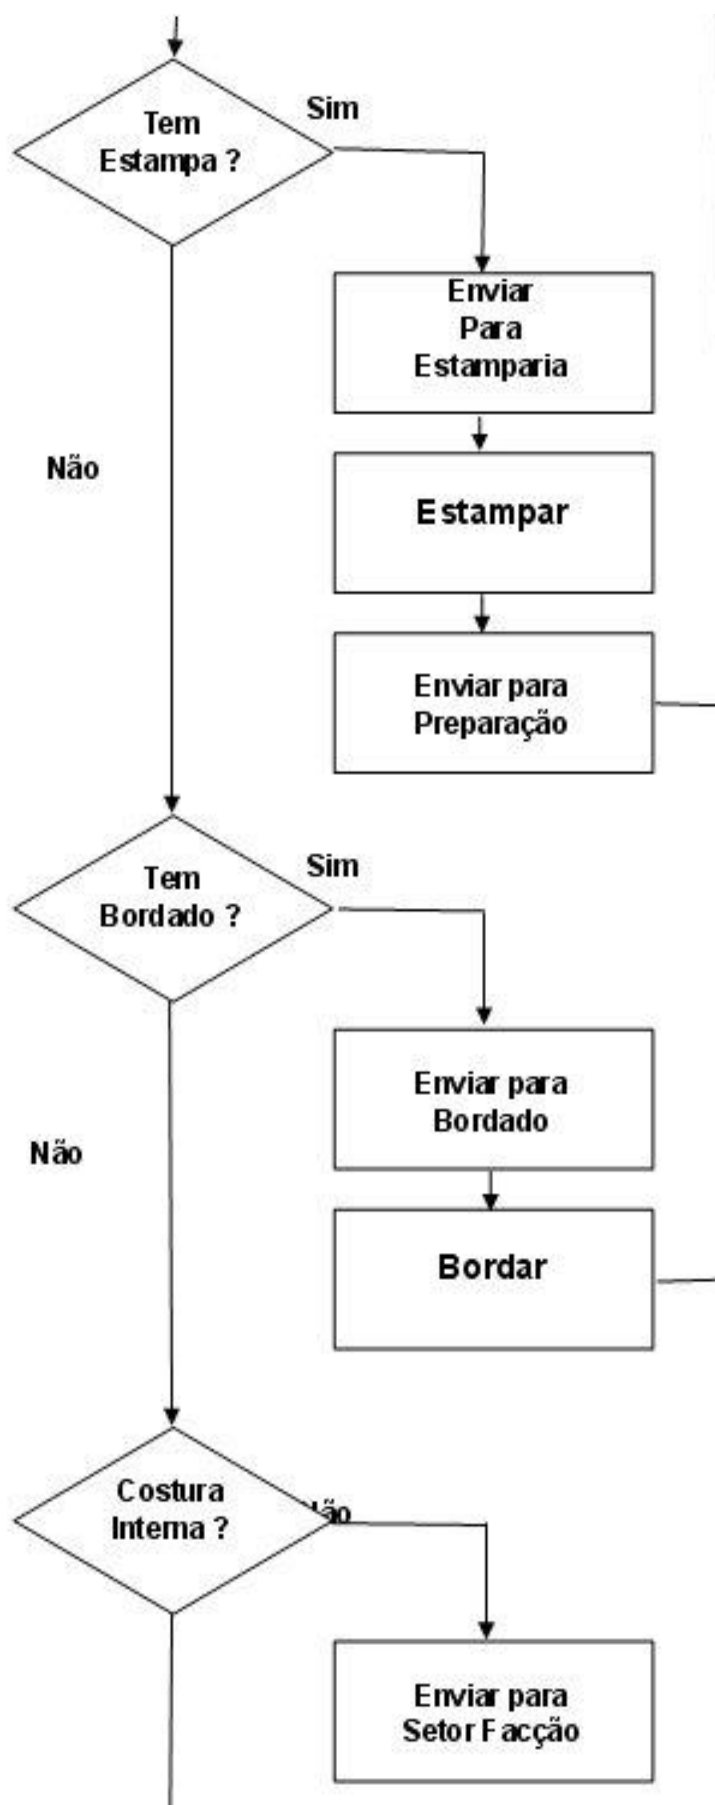 Tem
Estampa ?
Sim
Enviar
Para
Estamparia
Não
Estampar
Enviar para
Preparação
Tem
Bordado ?
Sim
Enviar para
Bordado
Não
Bordar
Costura
Interna ?
Não
Enviar para
Setor Facção